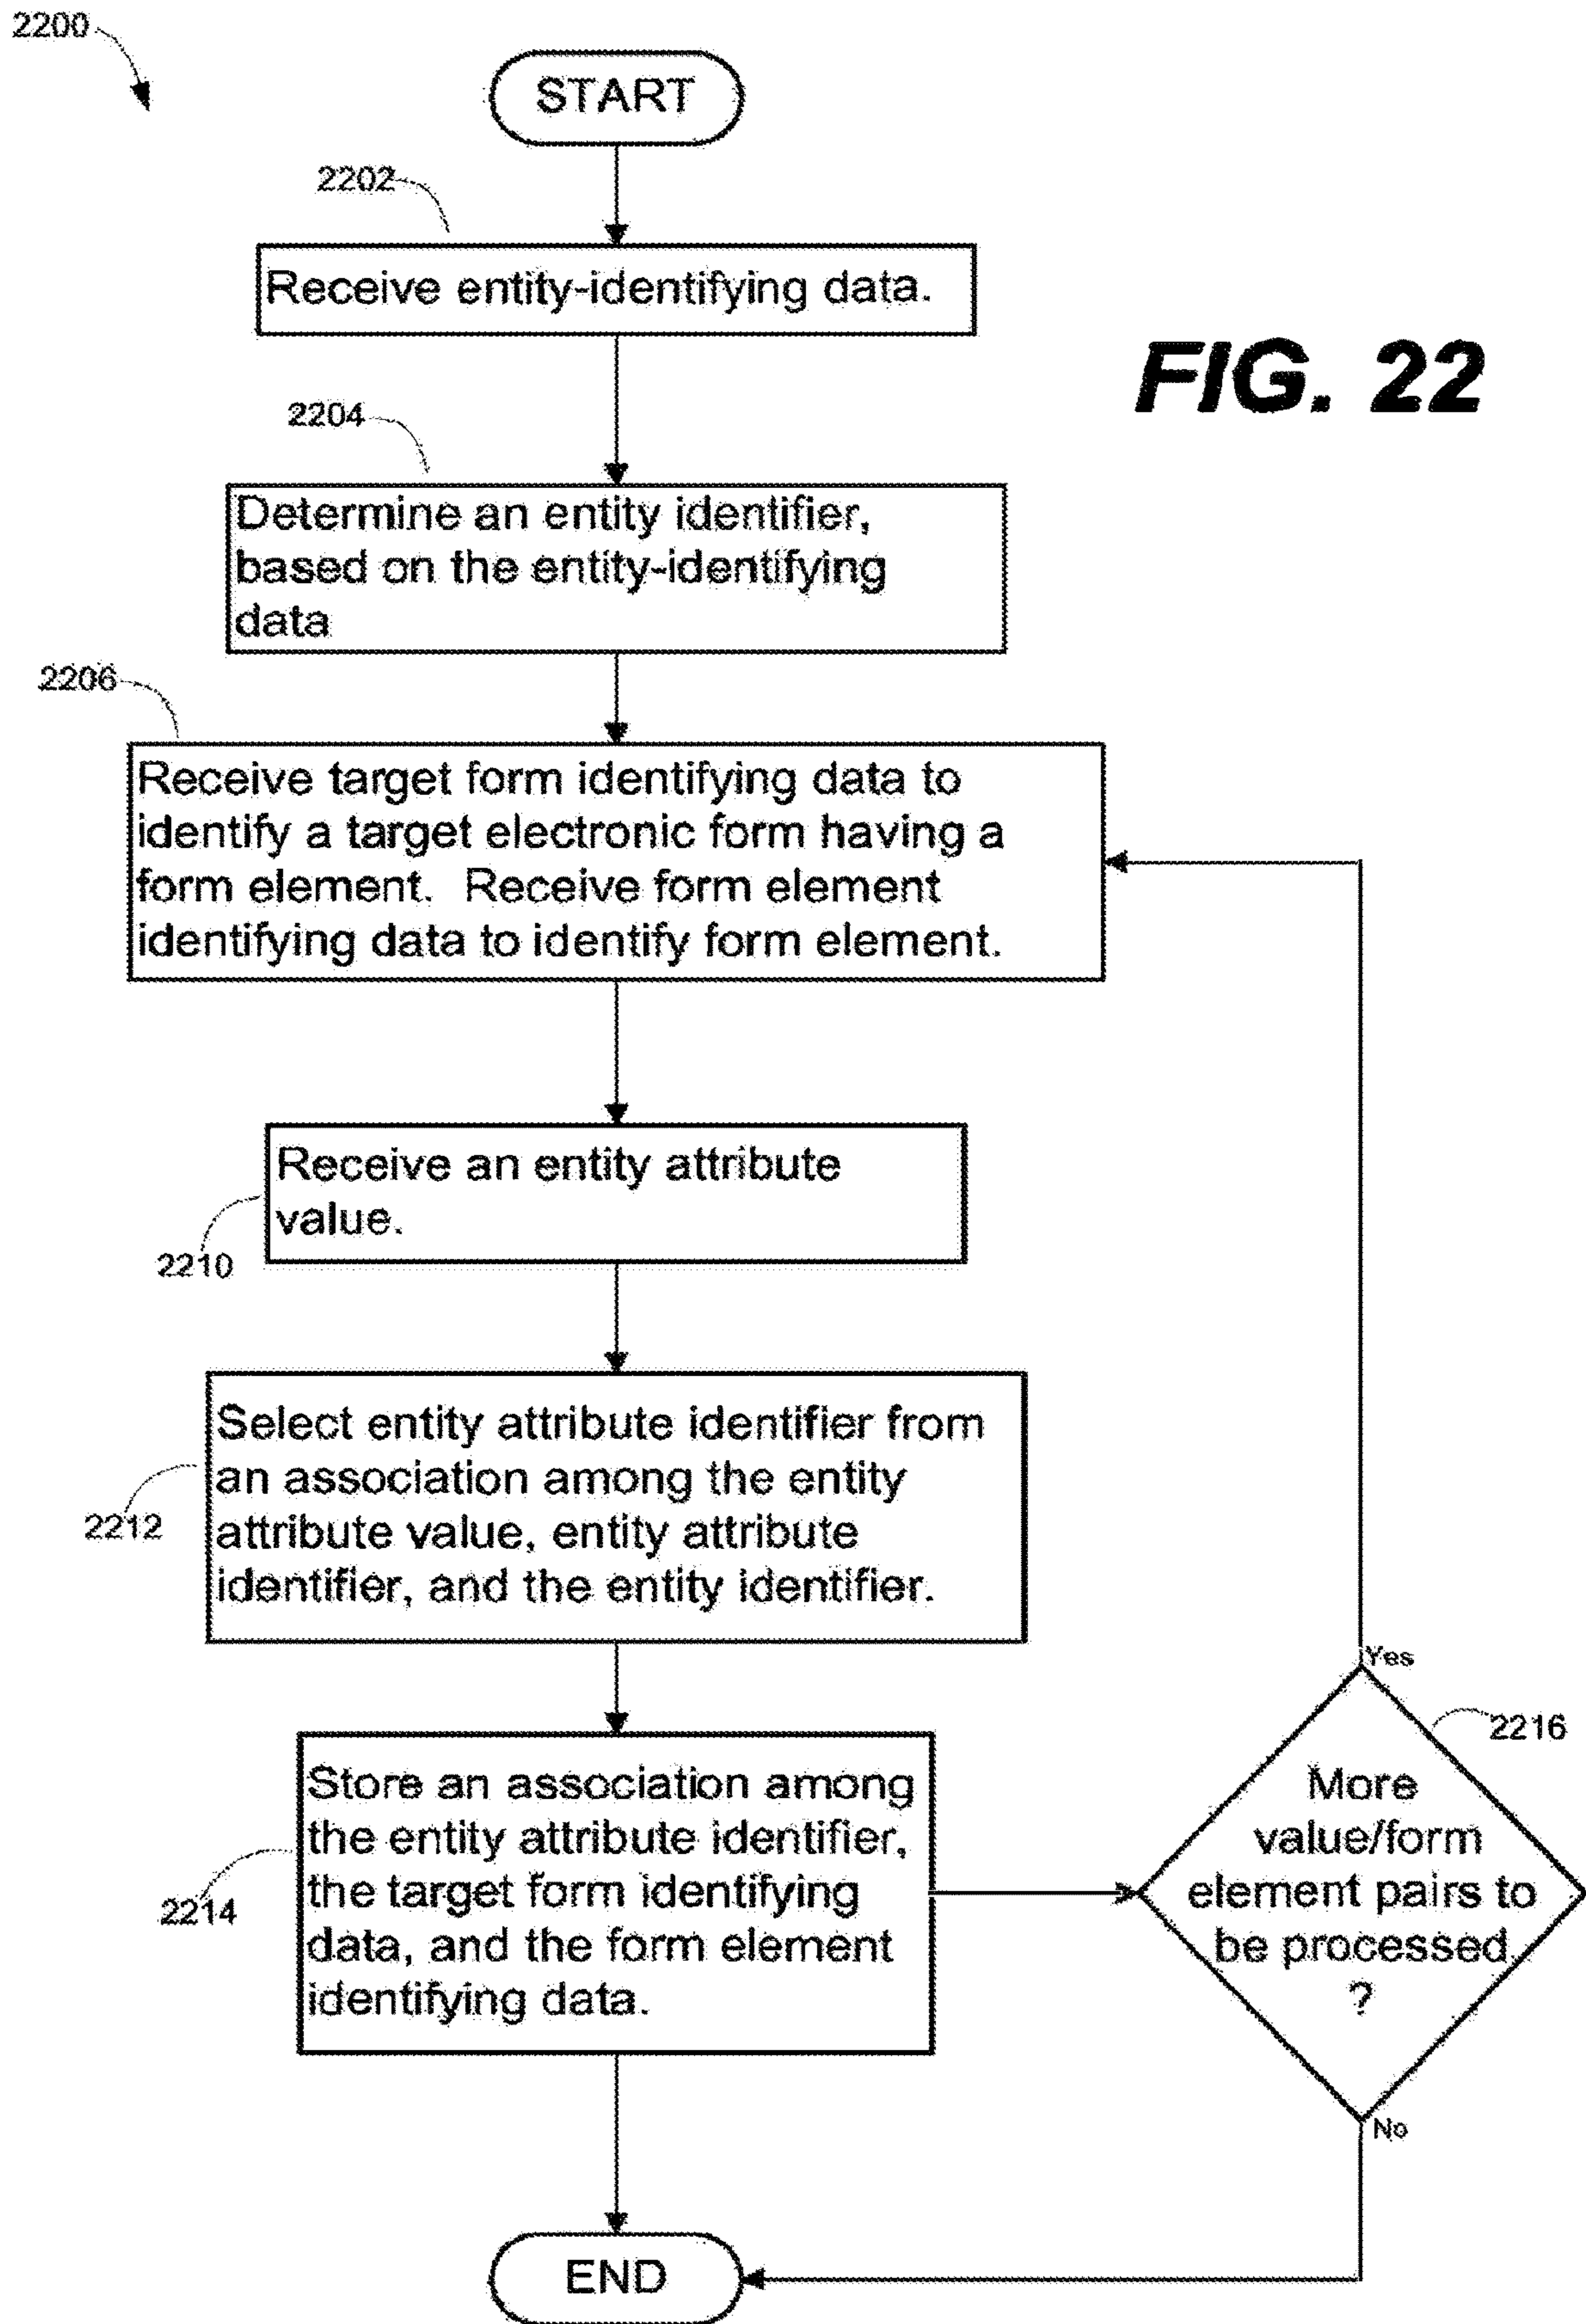 2200
START
2202
Receive entity-identifying data.
FIG. 22
2204
Determine an entity identifier,
based on the entity-identifying
data
2206
Receive target form identifying data to
identify a target electronic form having a
form element.  Receive form element
identifying data to identify form element.
Receive an entity attribute
value.
2210
Select entity attribute identifier from
an association among the entity
attribute value, entity attribute
identifier, and the entity identifier.
2212
Yes
2216
Store an association among
the entity attribute identifier,
the target form identifying
data, and the form element
identifying data.
2214
More
value/form
element pairs to
be processed
?
No
END